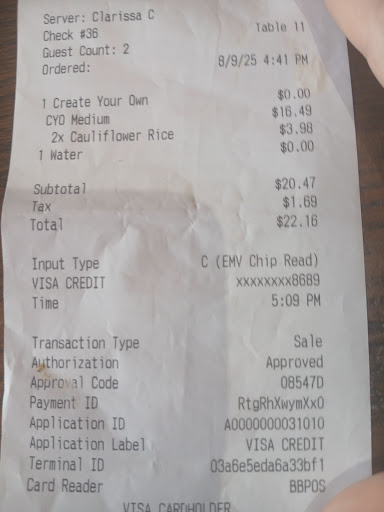 Server: Clarissa C
Check #36 Table 11
Guest Count: 2
Ordered: 8/9/25 4:41 PM
1 Create Your Own $0.00
CYO Medium $16.49
2x Cauliflower Rice $3.98
1 Water $0.00
Subtotal $20.47
Tax $1.69
Total $22.16
Input Type C (EMV Chip Read)
VISA CREDIT xxxxxxxx8689
Time 5:09 PM
Transaction Type Sale
Authorization Approved
Approval Code 08547D
Payment ID RtgRhXwymXxO
Application ID A0000000031010
Application Label VISA CREDIT
Terminal ID 03a6e5eda6a33bf1
Card Reader BBPOS
VISA CARDHOLDER